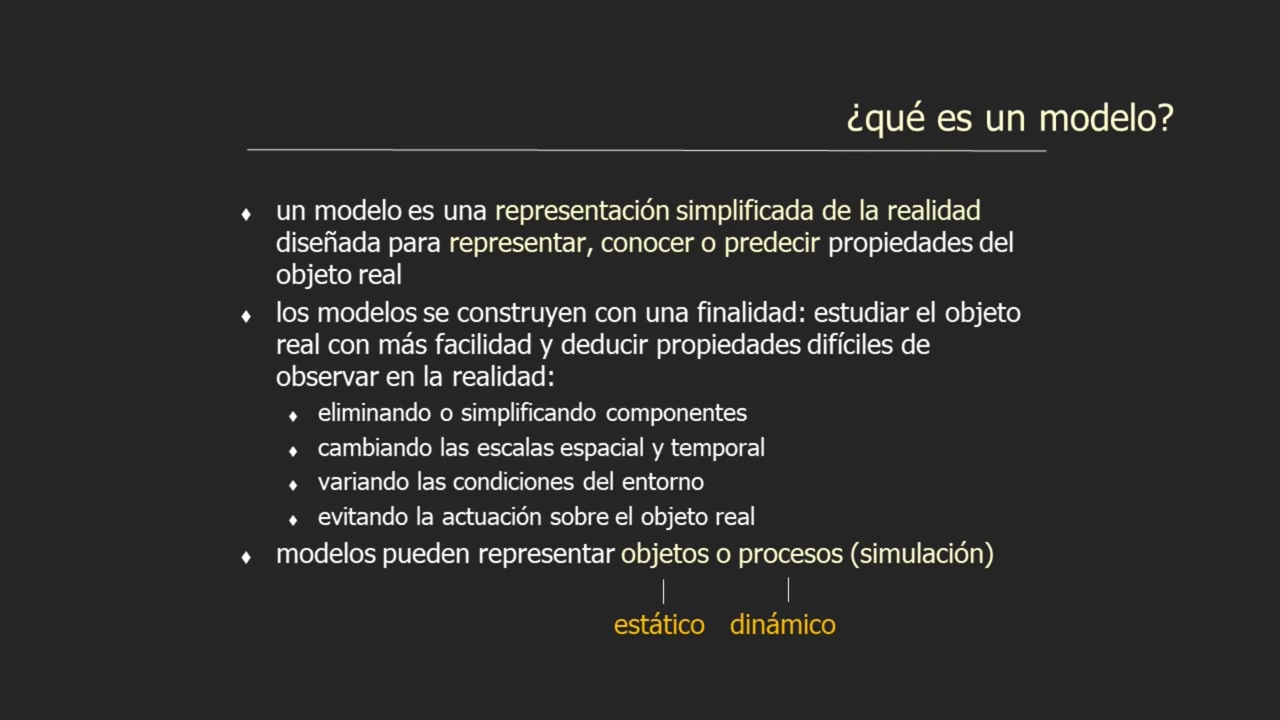 ¿qué es un modelo?
♦ un modelo es una representación simplificada de la realidad
diseñada para representar, conocer o predecir propiedades del
objeto real
♦ los modelos se construyen con una finalidad: estudiar el objeto
real con más facilidad y deducir propiedades difíciles de
observar en la realidad:
♦ eliminando o simplificando componentes
♦ cambiando las escalas espacial y temporal
♦ variando las condiciones del entorno
♦ evitando la actuación sobre el objeto real
♦ modelos pueden representar objetos o procesos (simulación)
estático dinámico